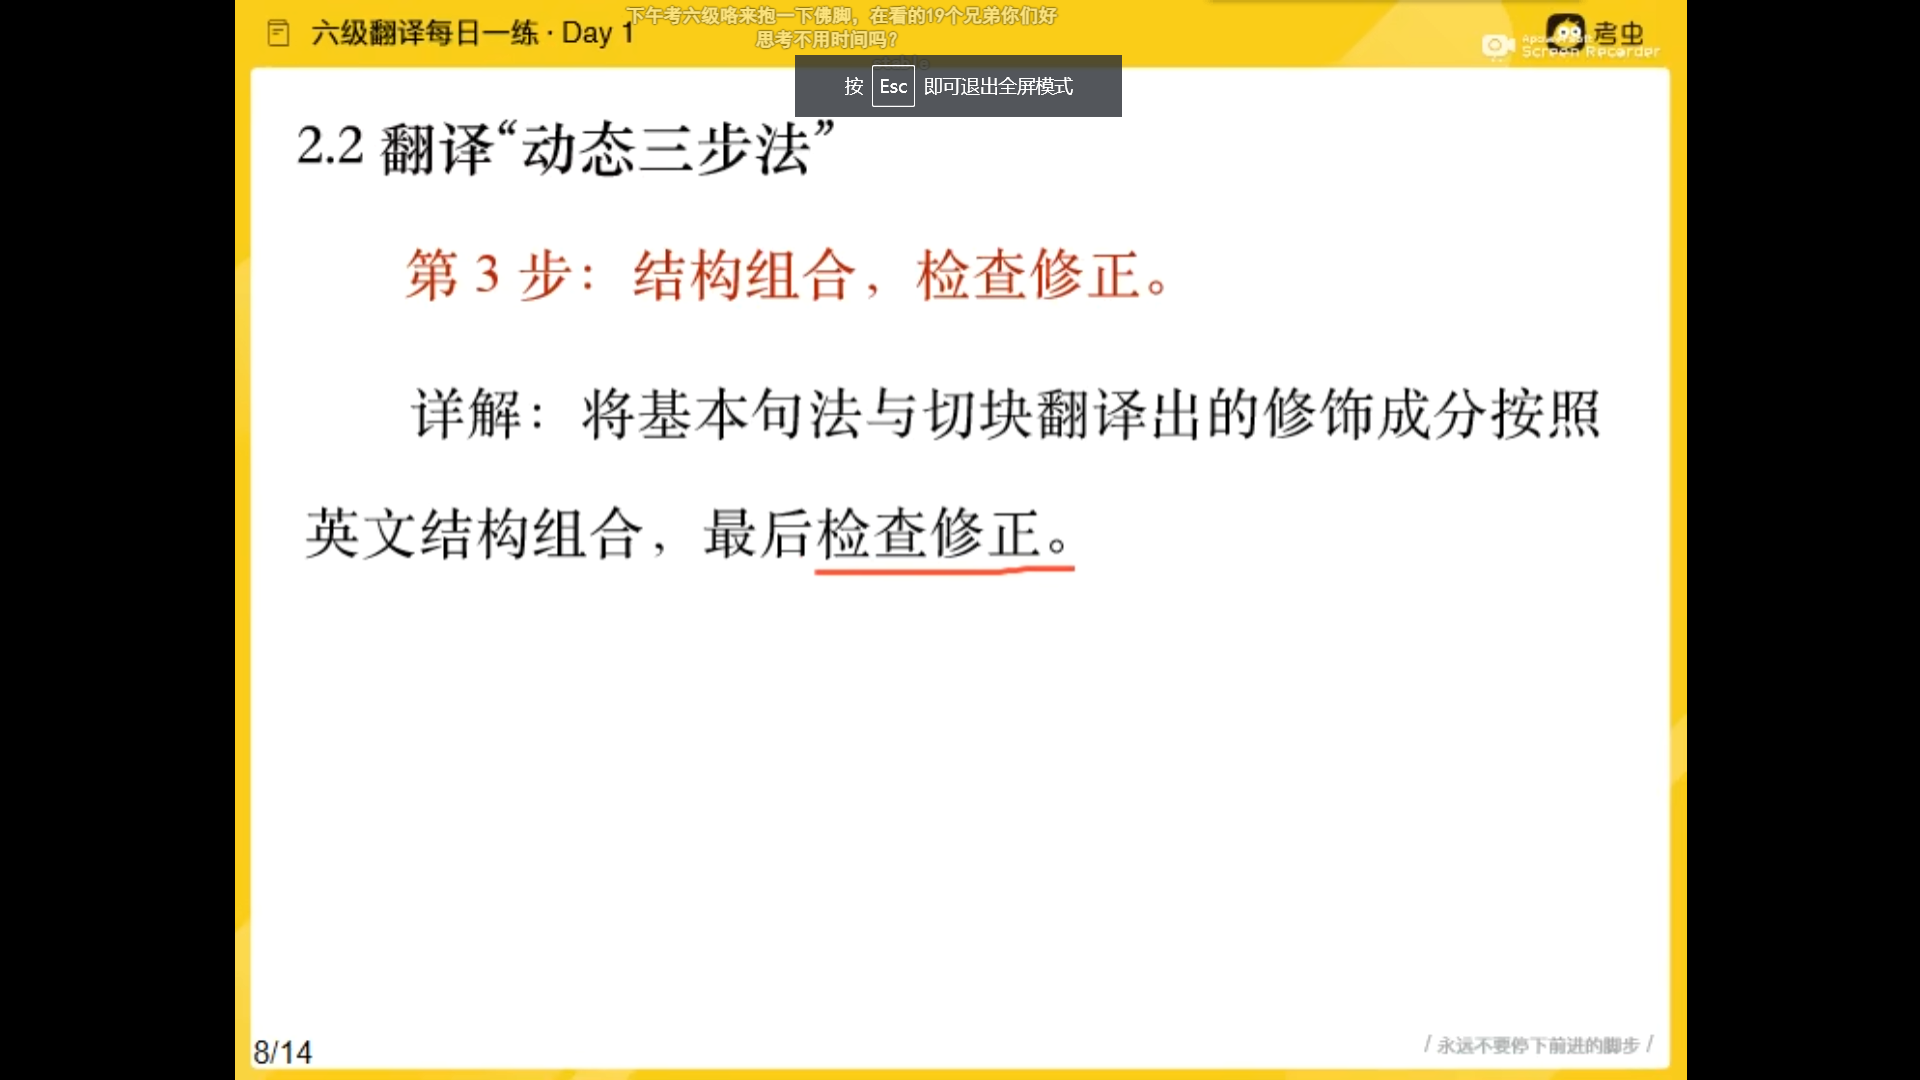 下午考六级咯来抱一下佛脚，在看的19个兄弟你们好
六级翻译每日一练 · Day 1
思考不用时间吗？
考虫
Screen Recorder
按 Esc 即可退出全屏模式
2.2 翻译“动态三步法”
第 3 步：结构组合，检查修正。
详解：将基本句法与切块翻译出的修饰成分按照
英文结构组合，最后检查修正。
8/14
/ 永远不要停下前进的脚步 /